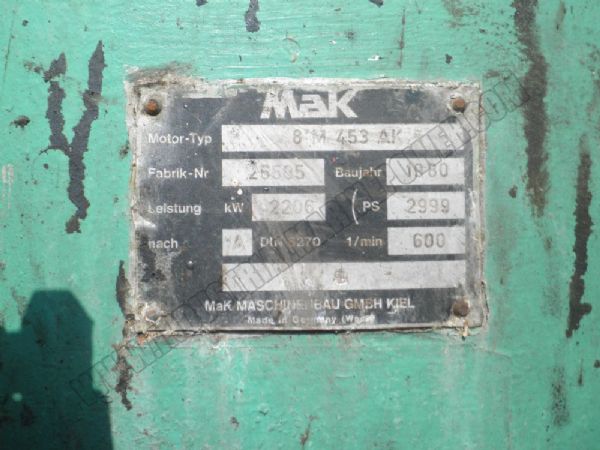 MaK
Motor-Typ 8 M 453 AK
Fabrik-Nr 26595 Baujahr 1980
Leistung kW 2206 (PS 2999
nach A DIN 6270 1/min 600
MaK MASCHINENBAU GMBH KIEL
Made in Germany (West)